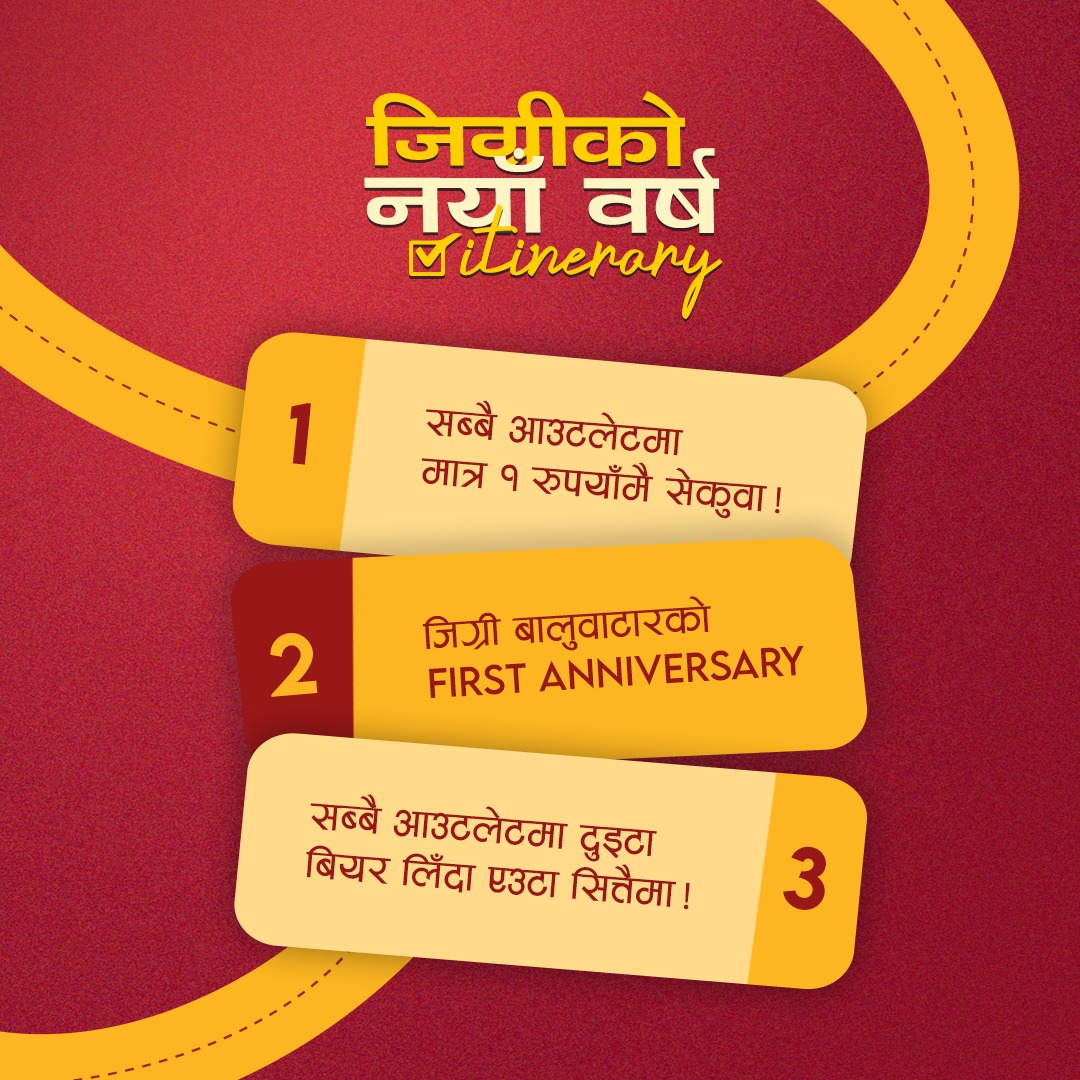 जिग्रीको
नयाँ वर्ष
itinerary
1
सब्बै आउटलेटमा
मात्र १ रुपयाँमै सेकुवा !
2
जिग्री बालुवाटारको
FIRST ANNIVERSARY
सब्बै आउटलेटमा दुइटा
बियर लिँदा एउटा सित्तैमा !
3